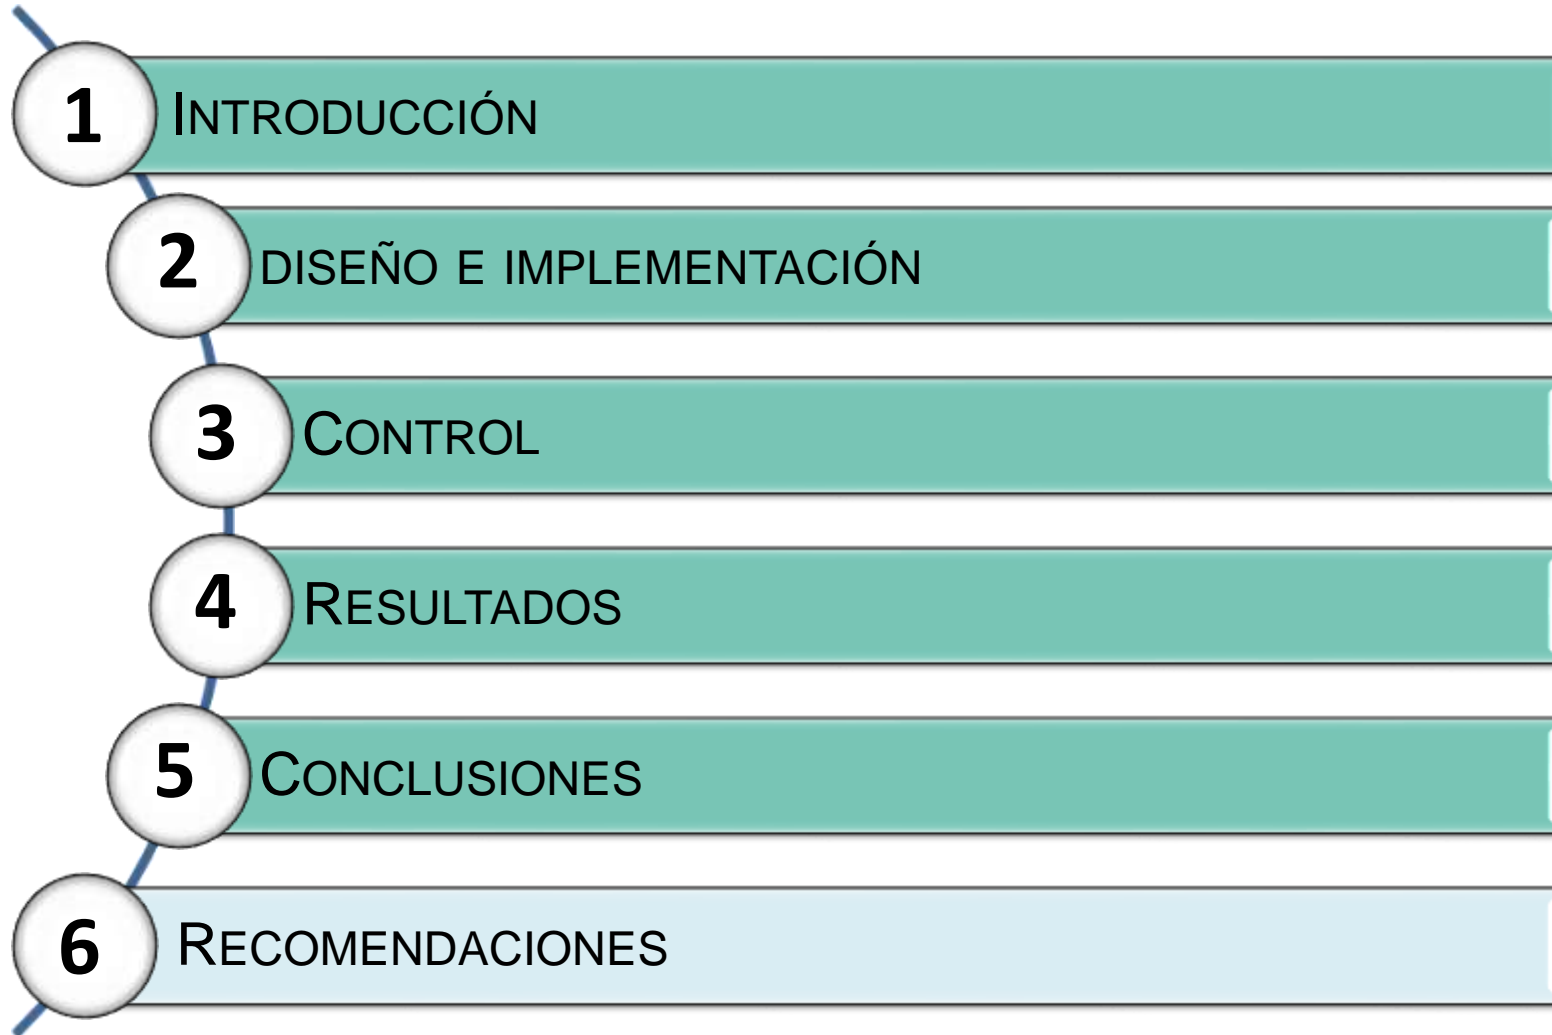 1 INTRODUCCIÓN
2 DISEÑO E IMPLEMENTACIÓN
3 CONTROL
4 RESULTADOS
5 CONCLUSIONES
6 RECOMENDACIONES